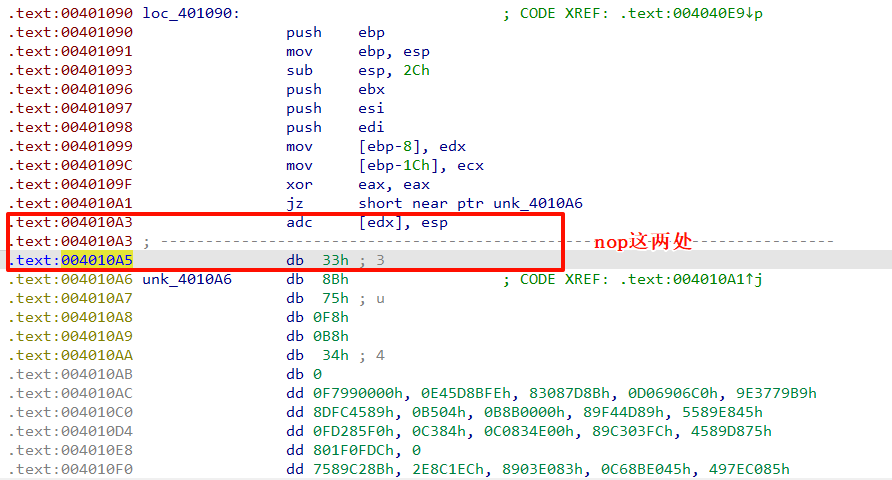 .text:00401090 loc_401090:                             ; CODE XREF: .text:004040E9↓p
.text:00401090                 push    ebp
.text:00401091                 mov     ebp, esp
.text:00401093                 sub     esp, 2Ch
.text:00401096                 push    ebx
.text:00401097                 push    esi
.text:00401098                 push    edi
.text:00401099                 mov     [ebp-8], edx
.text:0040109C                 mov     [ebp-1Ch], ecx
.text:0040109F                 xor     eax, eax
.text:004010A1                 jz      short near ptr unk_4010A6
.text:004010A3                 adc     [edx], esp
.text:004010A3 ; --------------------------------------------- nop这两处 ---------------
.text:004010A5                 db  33h ; 3
.text:004010A6 unk_4010A6      db  8Bh                 ; CODE XREF: .text:004010A1↑j
.text:004010A7                 db  75h ; u
.text:004010A8                 db 0F8h
.text:004010A9                 db 0B8h
.text:004010AA                 db  34h ; 4
.text:004010AB                 db  0
.text:004010AC                 dd 0F7990000h, 0E45D8BFEh, 83087D8Bh, 0D06906C0h, 9E3779B9h
.text:004010C0                 dd 8DFC4589h, 0B504h, 0B8B0000h, 89F44D89h, 5589E845h
.text:004010D4                 dd 0FD285F0h, 0C384h, 0C0834E00h, 89C303FCh, 4589D875h
.text:004010E8                 dd 801F0FDCh, 0
.text:004010F0                 dd 7589C28Bh, 2E8C1ECh, 8903E083h, 0C68BE045h, 497EC085h